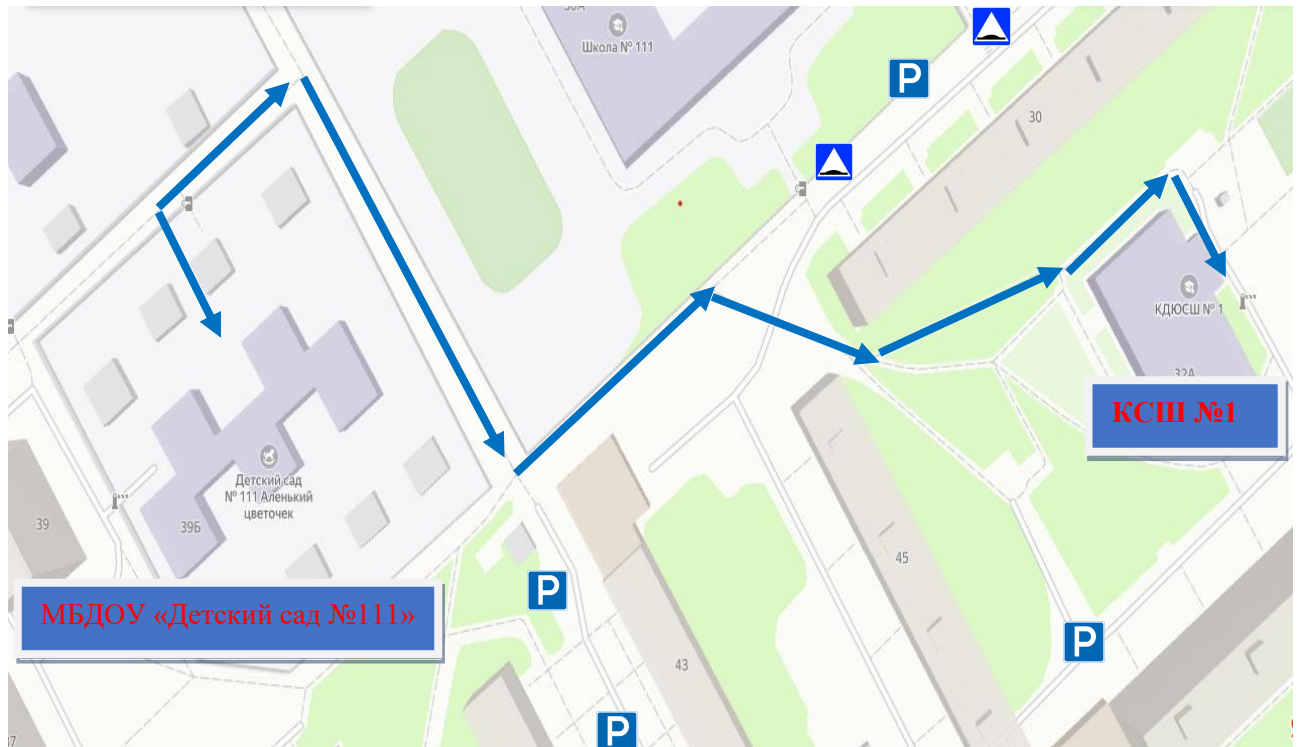 30А
Школа № 111
P
30
КДЮСШ № 1
32А
КСШ №1
Детский сад
№ 111 Аленький
цветочек
39Б
39
МБДОУ «Детский сад №111»
P
45
43
P
P